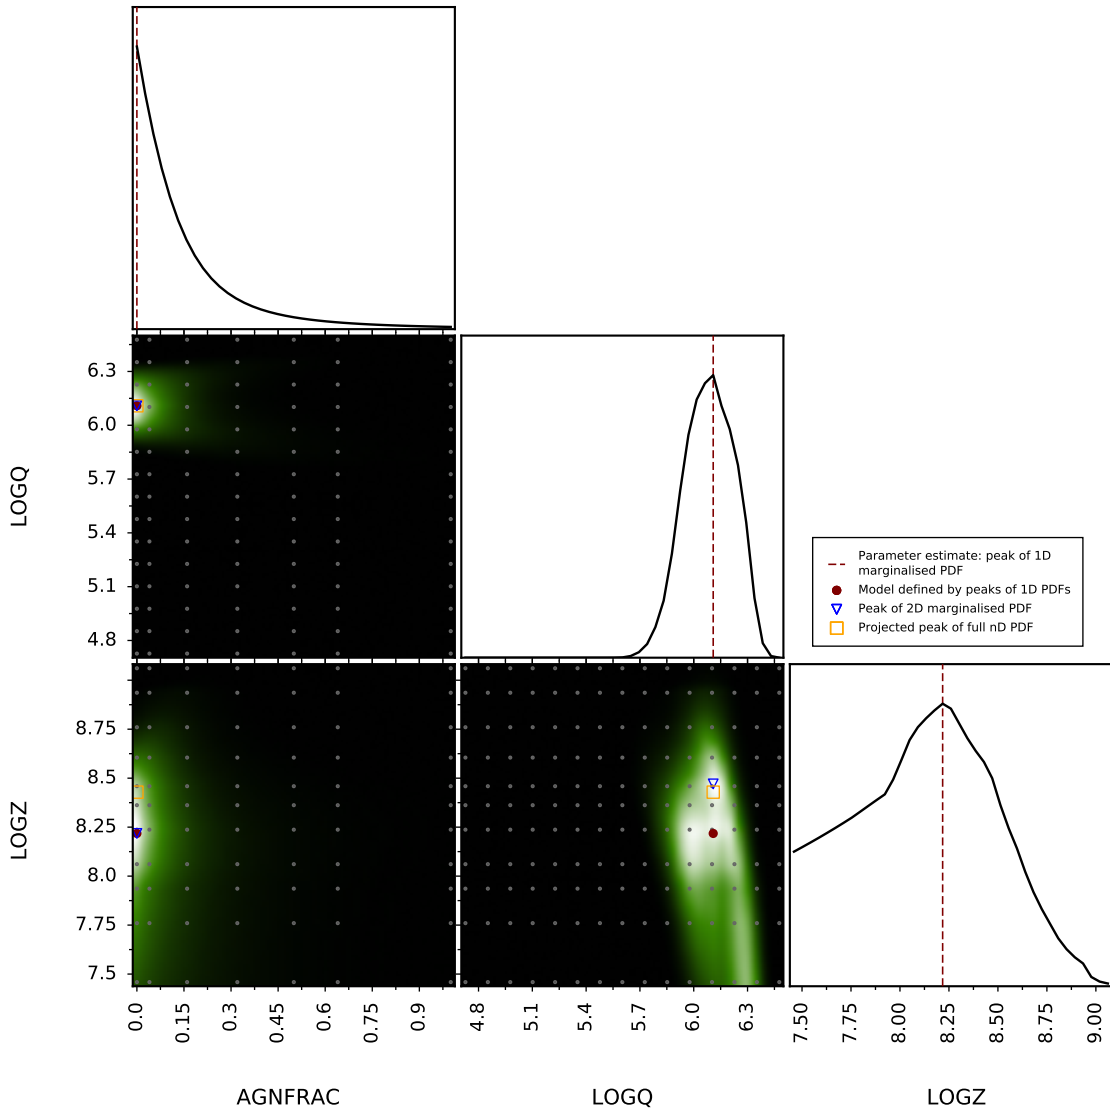 6.3
6.0
5.7
5.4
5.1
4.8
LOGQ
Parameter estimate: peak of 1D
marginalised PDF
Model defined by peaks of 1D PDFs
Peak of 2D marginalised PDF
Projected peak of full nD PDF
8.75
8.5
8.25
8.0
7.75
7.5
LOGZ
0.0 0.15 0.3 0.45 0.6 0.75 0.9
4.8 5.1 5.4 5.7 6.0 6.3
7.50 7.75 8.00 8.25 8.50 8.75 9.00
AGNFRAC LOGQ LOGZ